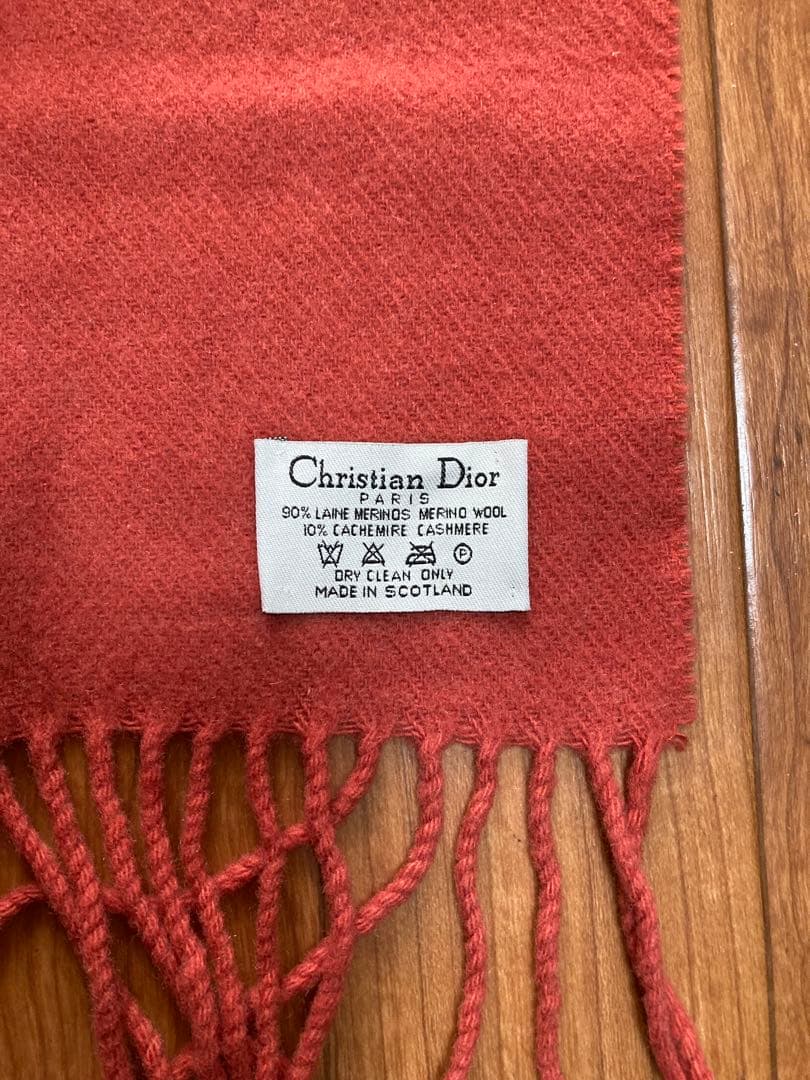 Christian Dior
PARIS
90% LAINE MERINOS MERINO WOOL
10% CACHEMIRE CASHMERE
P
DRY CLEAN ONLY
MADE IN SCOTLAND